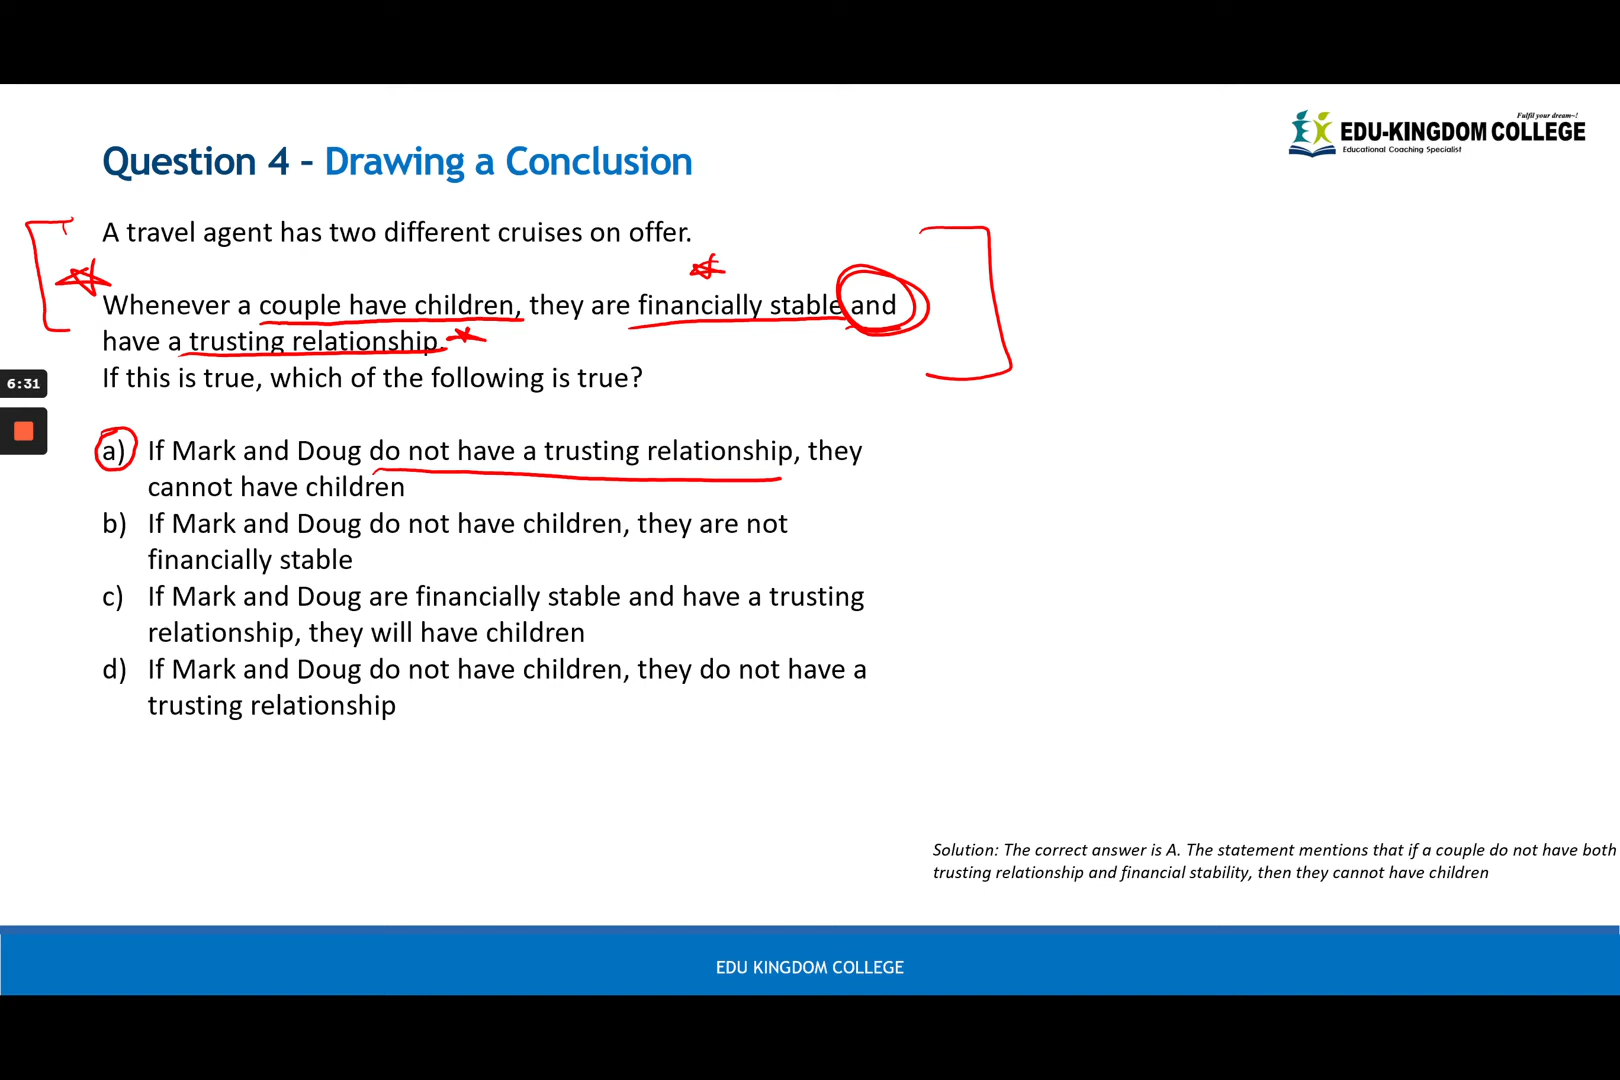 Fulfil your dream~!
EDU-KINGDOM COLLEGE
Educational Coaching Specialist
Question 4 – Drawing a Conclusion
A travel agent has two different cruises on offer.
Whenever a couple have children, they are financially stable and
have a trusting relationship.
If this is true, which of the following is true?
6:31
a) If Mark and Doug do not have a trusting relationship, they
cannot have children
b) If Mark and Doug do not have children, they are not
financially stable
c) If Mark and Doug are financially stable and have a trusting
relationship, they will have children
d) If Mark and Doug do not have children, they do not have a
trusting relationship
Solution: The correct answer is A. The statement mentions that if a couple do not have both
trusting relationship and financial stability, then they cannot have children
EDU KINGDOM COLLEGE